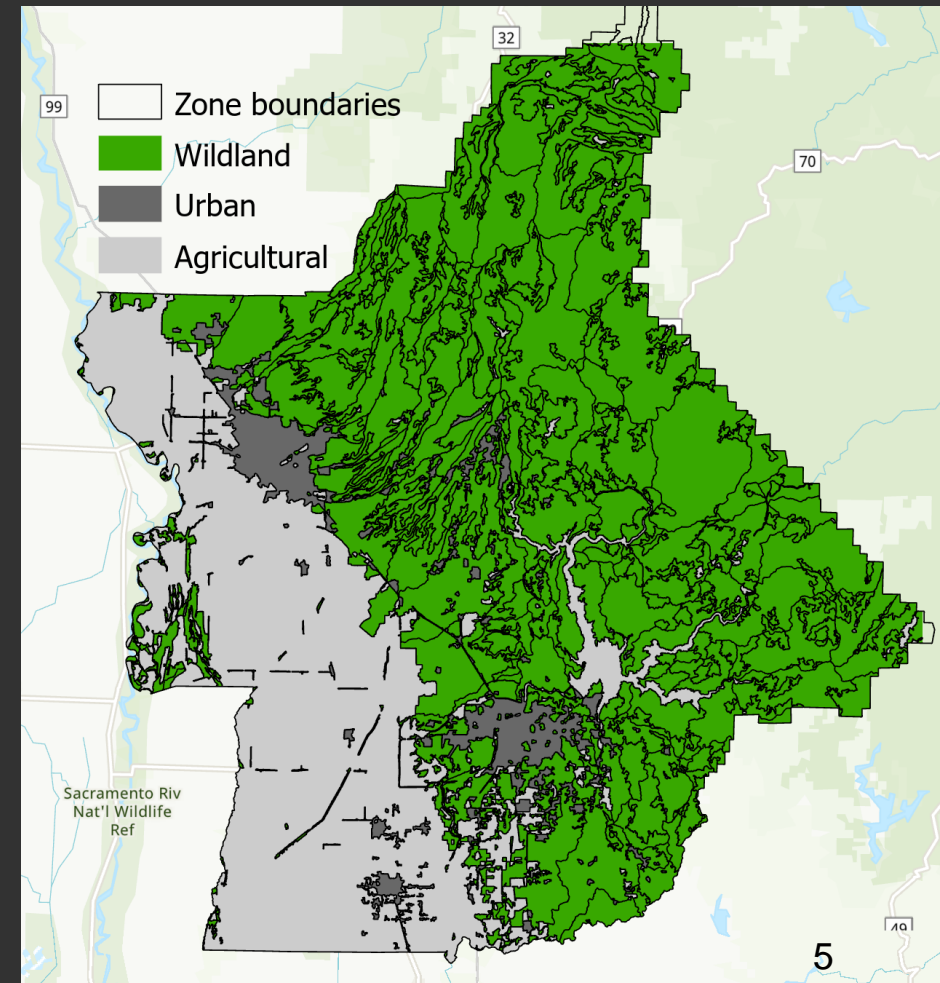 32
99
Zone boundaries
Wildland
70
Urban
Agricultural
Sacramento Riv
Nat'l Wildlife
Ref
49
5